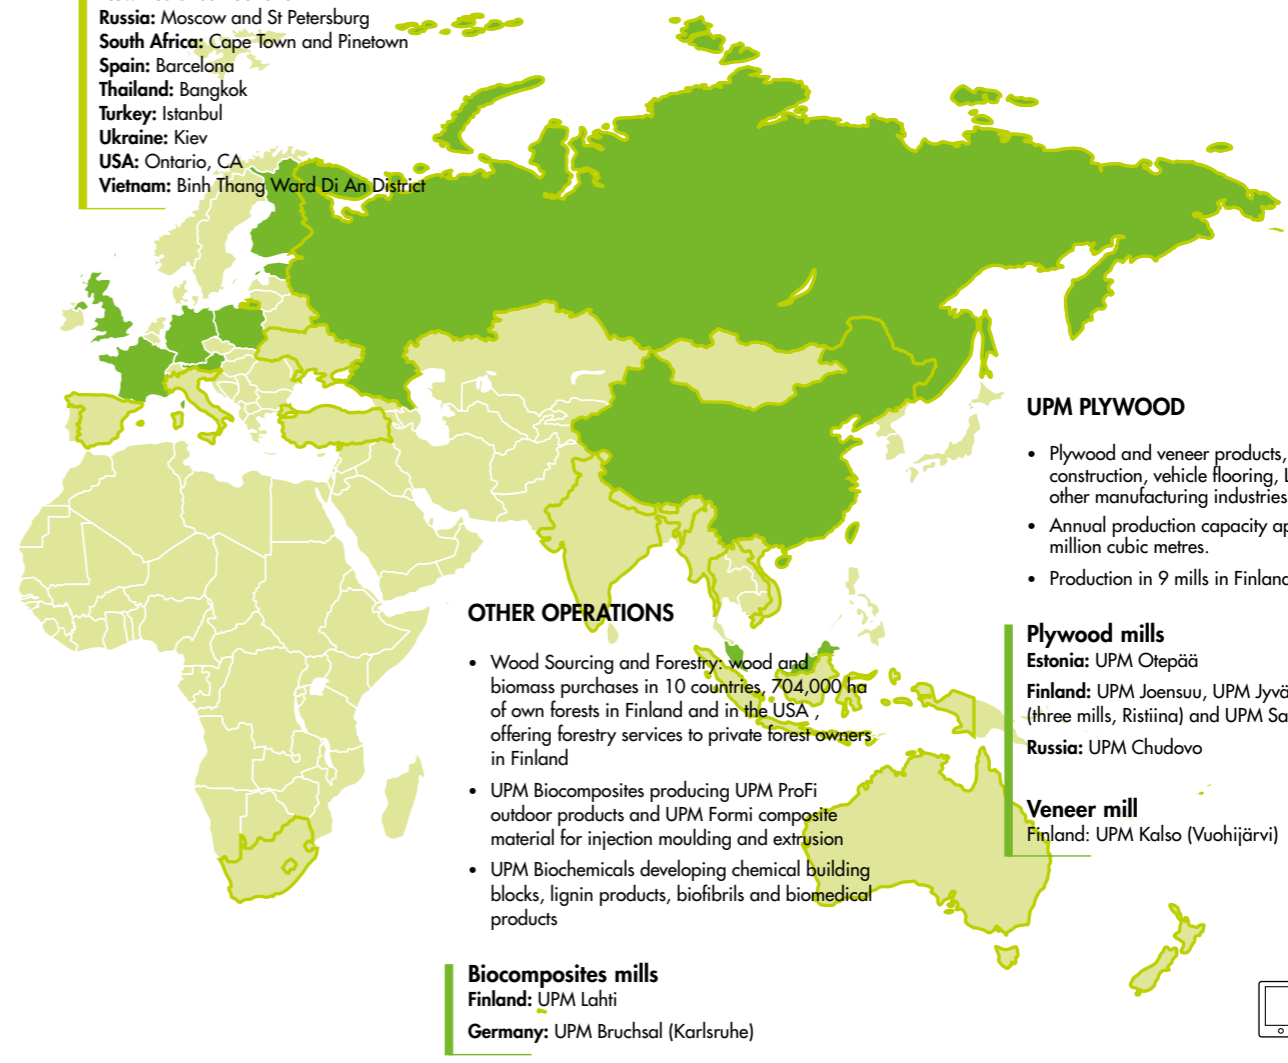 Russia: Moscow and St Petersburg
South Africa: Cape Town and Pinetown
Spain: Barcelona
Thailand: Bangkok
Turkey: Istanbul
Ukraine: Kiev
USA: Ontario, CA
Vietnam: Binh Thang Ward Di An District
OTHER OPERATIONS
• Wood Sourcing and Forestry: wood and
biomass purchases in 10 countries, 704,000 ha
of own forests in Finland and in the USA ,
offering forestry services to private forest owners
in Finland
• UPM Biocomposites producing UPM ProFi
outdoor products and UPM Formi composite
material for injection moulding and extrusion
• UPM Biochemicals developing chemical building
blocks, lignin products, biofibrils and biomedical
products
Biocomposites mills
Finland: UPM Lahti
Germany: UPM Bruchsal (Karlsruhe)
UPM PLYWOOD
• Plywood and veneer products,
construction, vehicle flooring,
other manufacturing industries
• Annual production capacity
million cubic metres.
• Production in 9 mills in Finland
Plywood mills
Estonia: UPM Otepää
Finland: UPM Joensuu, UPM
(three mills, Ristiina) and UPM
Russia: UPM Chudovo
Veneer mill
Finland: UPM Kalso (Vuohijärvi)